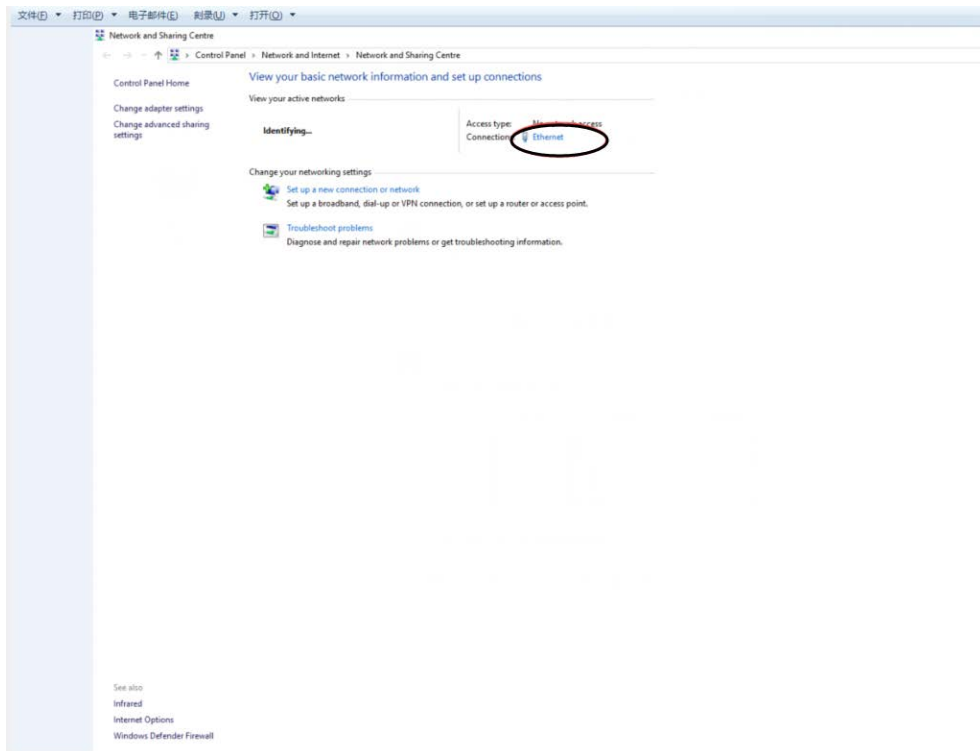 文件(F) 打印(P) 电子邮件(E) 刻录(U) 打开(O)
Network and Sharing Centre
Control Panel > Network and Internet > Network and Sharing Centre
Control Panel Home
Change adapter settings
Change advanced sharing
settings
View your basic network information and set up connections
View your active networks
Identifying...
Access type: No network access
Connections: Ethernet
Change your networking settings
Set up a new connection or network
Set up a broadband, dial-up or VPN connection, or set up a router or access point.
Troubleshoot problems
Diagnose and repair network problems or get troubleshooting information.
See also
Infrared
Internet Options
Windows Defender Firewall